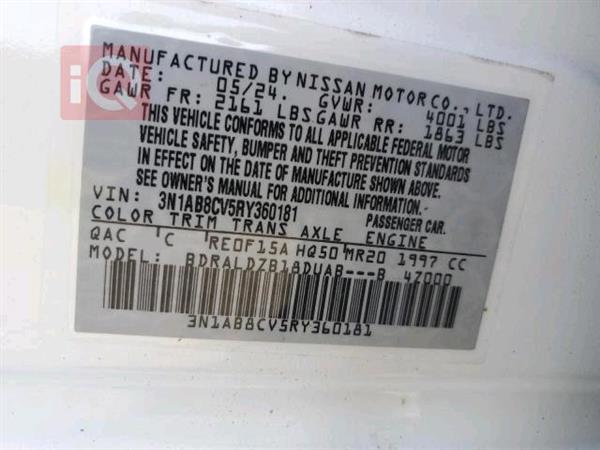 iQ
MANUFACTURED BY NISSAN MOTOR CO., LTD.
DATE: 05/24. GVWR: 4001 LBS
GAWR FR: 2161 LBS GAWR RR: 1863 LBS
THIS VEHICLE CONFORMS TO ALL APPLICABLE FEDERAL MOTOR
VEHICLE SAFETY, BUMPER AND THEFT PREVENTION STANDARDS
IN EFFECT ON THE DATE OF MANUFACTURE SHOWN ABOVE.
SEE OWNER'S MANUAL FOR ADDITIONAL INFORMATION.
VIN: 3N1AB8CV5RY360181 PASSENGER CAR.
COLOR TRIM TRANS AXLE ENGINE
QAC C RE0F15A HQ50 MR20 1997 CC
MODEL: BDRALDZB18DUAB---B 4Z000
3N1AB8CV5RY360181